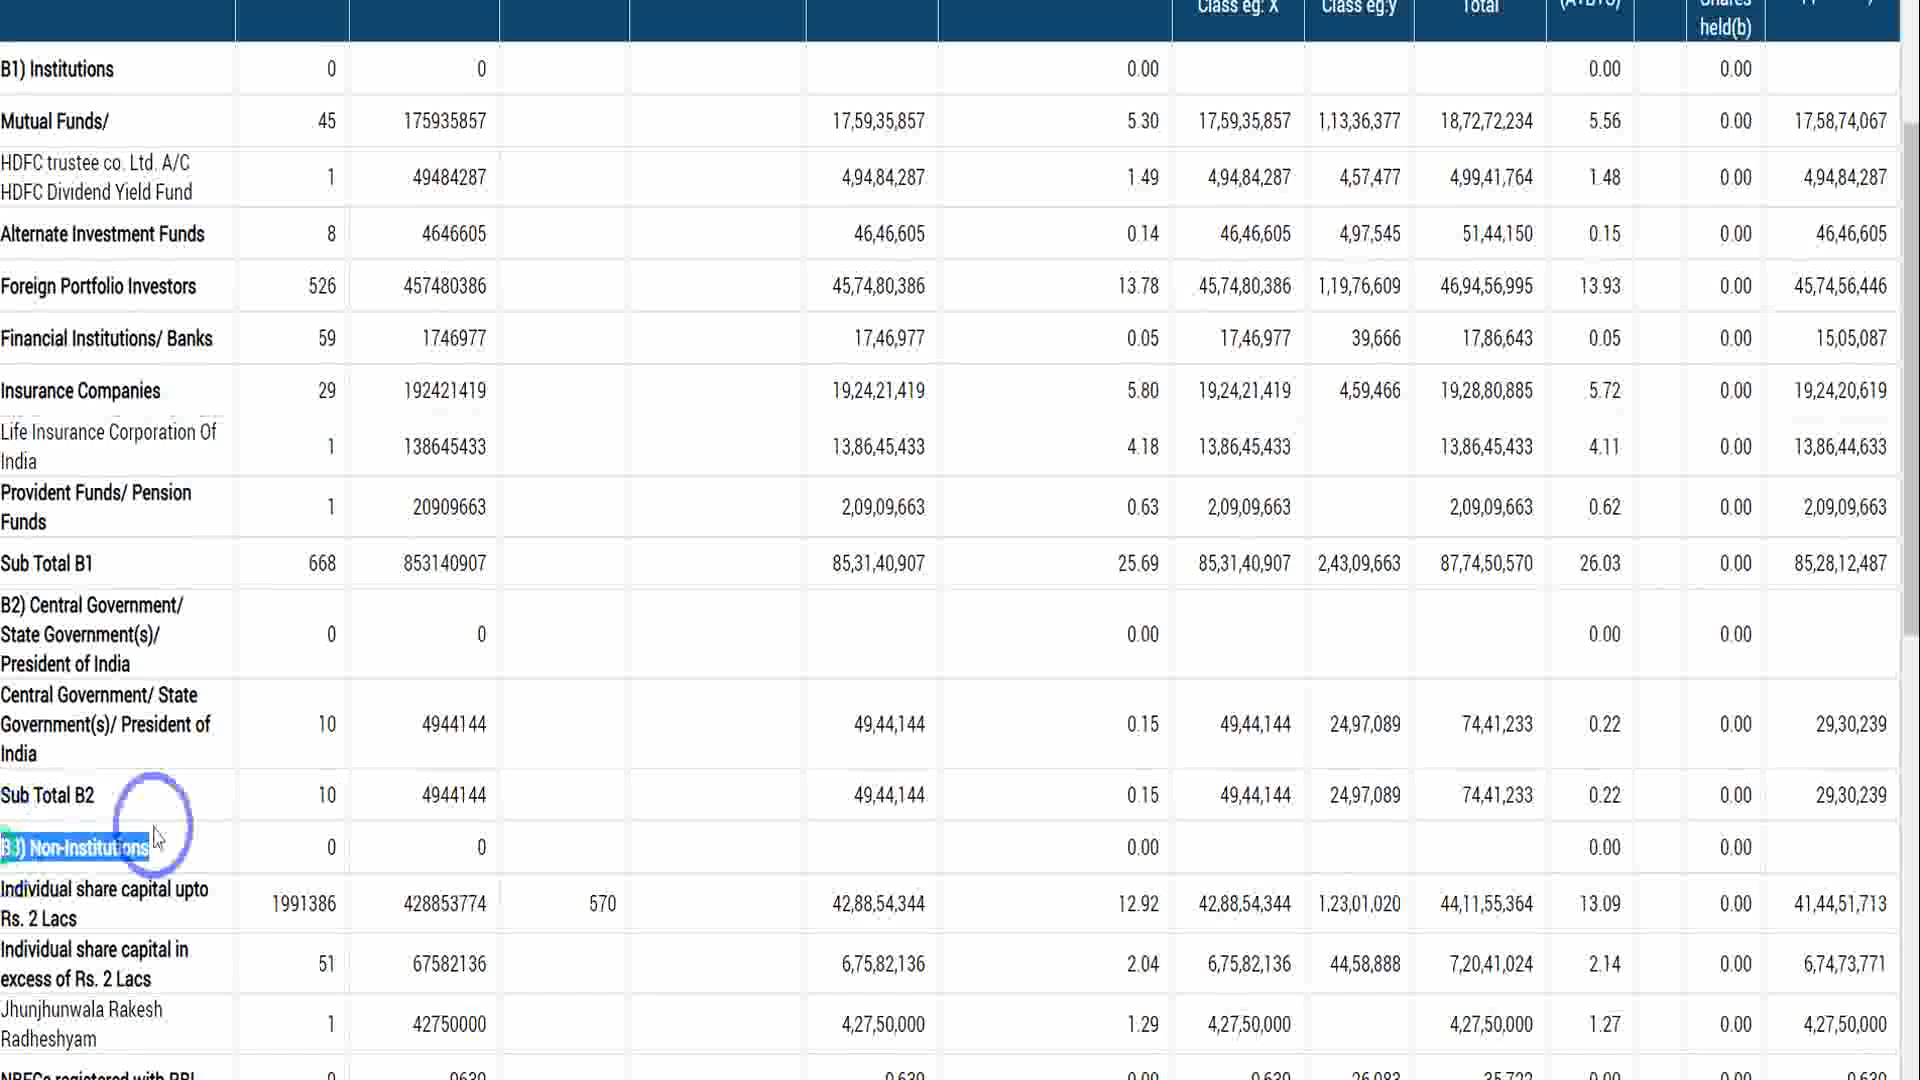 Class eg: X Class eg:y Total (A+B+C) Shares
held(b)
B1) Institutions 0 0 0.00 0.00 0.00
Mutual Funds/ 45 175935857 17,59,35,857 5.30 17,59,35,857 1,13,36,377 18,72,72,234 5.56 0.00 17,58,74,067
HDFC trustee co. Ltd. A/C
HDFC Dividend Yield Fund 1 49484287 4,94,84,287 1.49 4,94,84,287 4,57,477 4,99,41,764 1.48 0.00 4,94,84,287
Alternate Investment Funds 8 4646605 46,46,605 0.14 46,46,605 4,97,545 51,44,150 0.15 0.00 46,46,605
Foreign Portfolio Investors 526 457480386 45,74,80,386 13.78 45,74,80,386 1,19,76,609 46,94,56,995 13.93 0.00 45,74,56,446
Financial Institutions/ Banks 59 1746977 17,46,977 0.05 17,46,977 39,666 17,86,643 0.05 0.00 15,05,087
Insurance Companies 29 192421419 19,24,21,419 5.80 19,24,21,419 4,59,466 19,28,80,885 5.72 0.00 19,24,20,619
Life Insurance Corporation Of
India 1 138645433 13,86,45,433 4.18 13,86,45,433 13,86,45,433 4.11 0.00 13,86,44,633
Provident Funds/ Pension
Funds 1 20909663 2,09,09,663 0.63 2,09,09,663 2,09,09,663 0.62 0.00 2,09,09,663
Sub Total B1 668 853140907 85,31,40,907 25.69 85,31,40,907 2,43,09,663 87,74,50,570 26.03 0.00 85,28,12,487
B2) Central Government/
State Government(s)/ 0 0 0.00 0.00 0.00
President of India
Central Government/ State
Government(s)/ President of 10 4944144 49,44,144 0.15 49,44,144 24,97,089 74,41,233 0.22 0.00 29,30,239
India
Sub Total B2 10 4944144 49,44,144 0.15 49,44,144 24,97,089 74,41,233 0.22 0.00 29,30,239
B3) Non-Institutions 0 0 0.00 0.00 0.00
Individual share capital upto
Rs. 2 Lacs 1991386 428853774 570 42,88,54,344 12.92 42,88,54,344 1,23,01,020 44,11,55,364 13.09 0.00 41,44,51,713
Individual share capital in
excess of Rs. 2 Lacs 51 67582136 6,75,82,136 2.04 6,75,82,136 44,58,888 7,20,41,024 2.14 0.00 6,74,73,771
Jhunjhunwala Rakesh
Radheshyam 1 42750000 4,27,50,000 1.29 4,27,50,000 4,27,50,000 1.27 0.00 4,27,50,000
NBFCs registered with RBI 9639 9,639 0.00 9,639 26,083 35,722 0.00 0.00 9,639